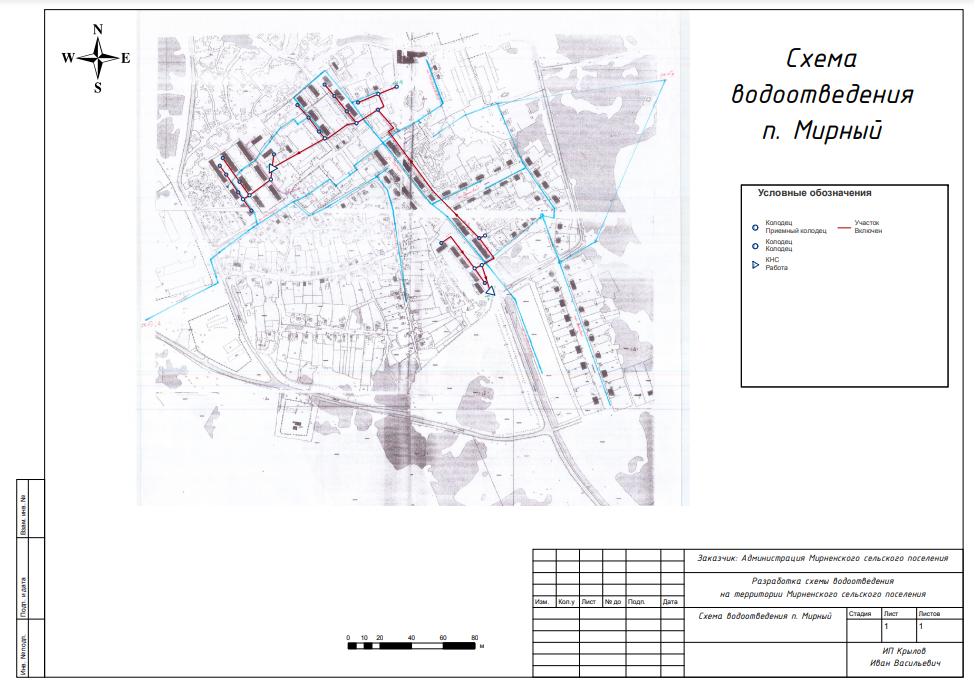 N
W E
S
Схема
водоотведения
п. Мирный
Условные обозначения
Колодец
Приемный колодец
Участок
Включен
Колодец
Колодец
КНС
Работа
Взам. инв. №
Подп. и дата
Инв. № подл.
0 10 20 40 60 80
м
Заказчик: Администрация Мирненского сельского поселения
Разработка схемы водоотведения
на территории Мирненского сельского поселения
Изм. Кол.у Лист № до Подп. Дата
Схема водоотведения п. Мирный
Стадия Лист Листов
1 1
ИП Крылов
Иван Васильевич